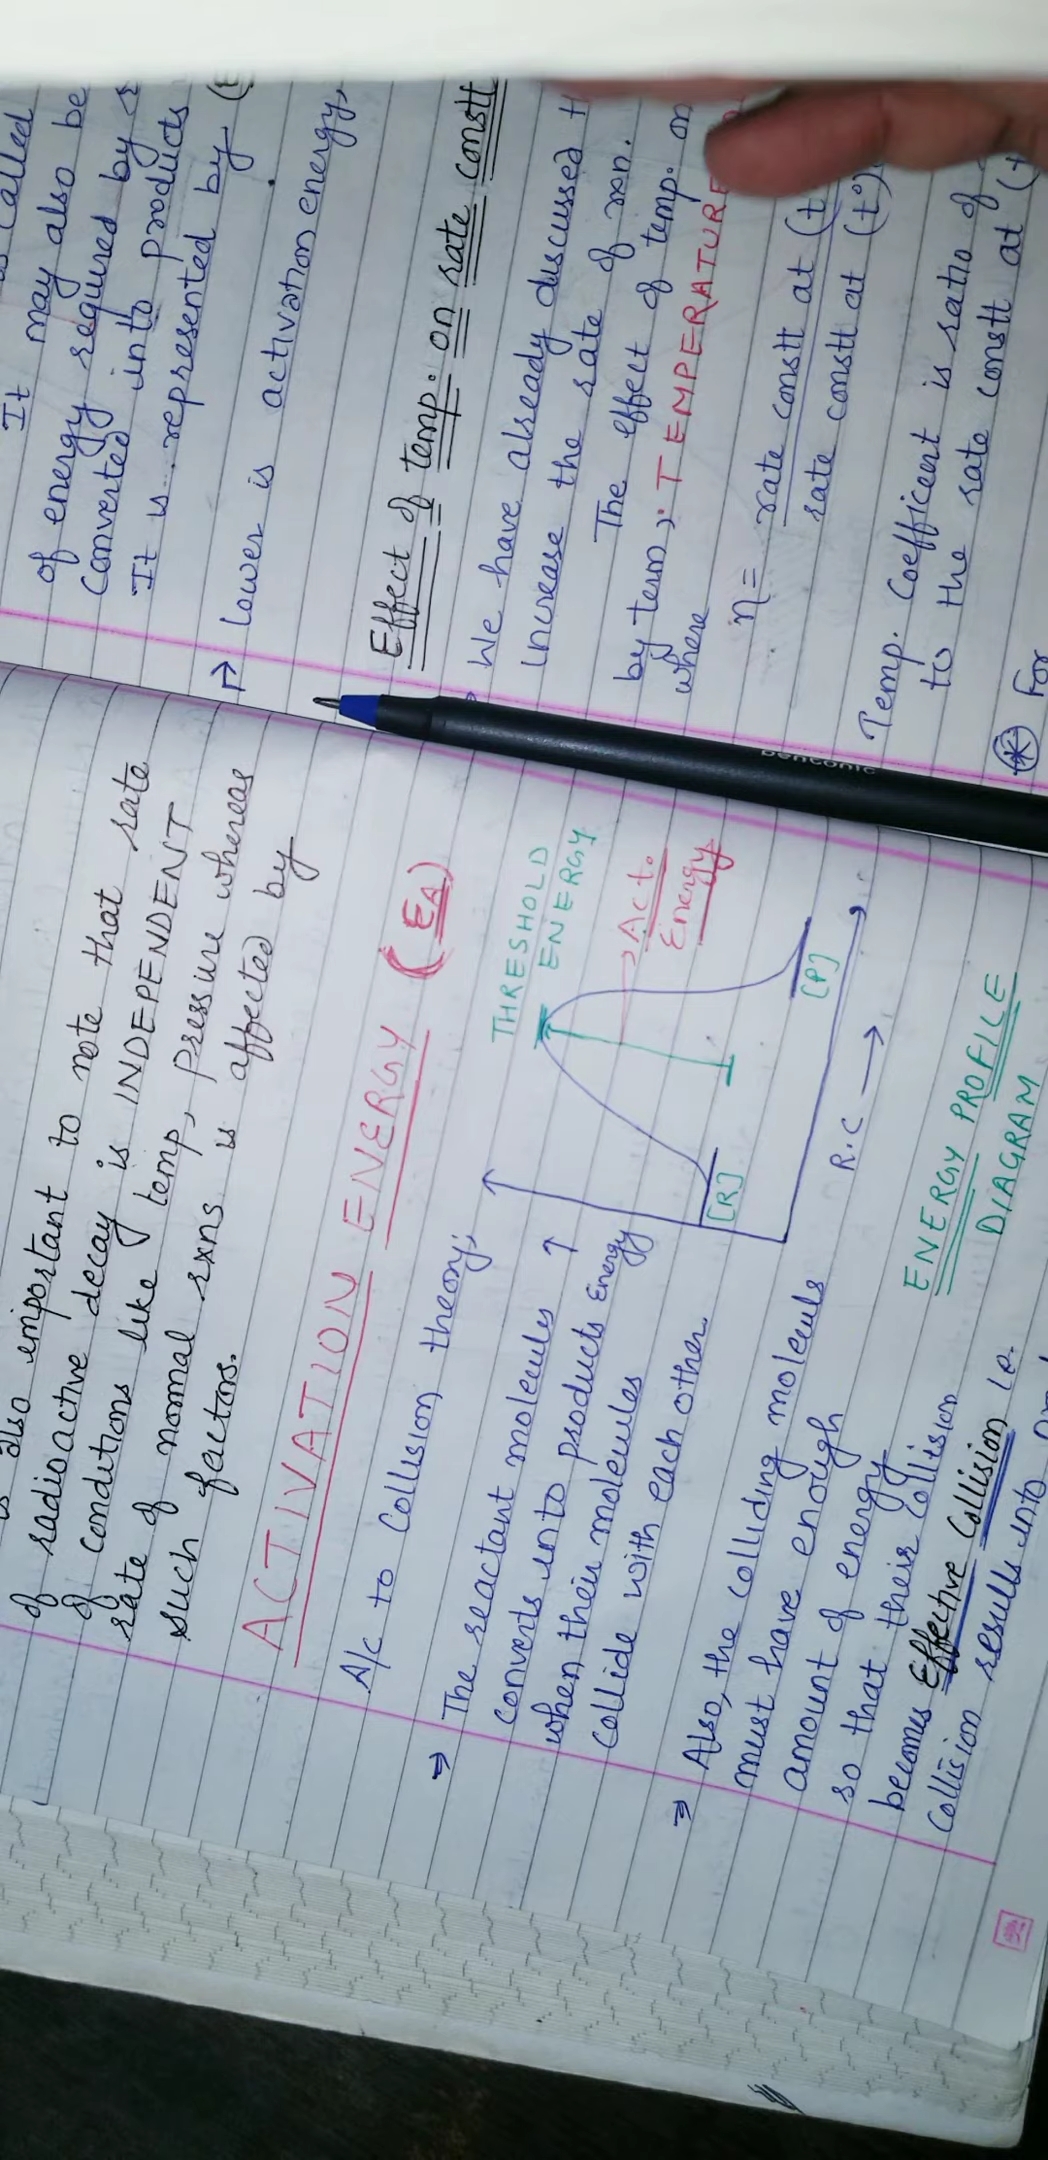 also important to note that rate
of radioactive decay is INDEPENDENT
of conditions like temp, pressure whereas
rate of normal rxns is affected by
such factors.
ACTIVATION ENERGY (EA)
A/c to Collision theory;
⇒ The reactant molecules
converts into products
when their molecules
collide with each other.
⇒ Also, the colliding molecules
must have enough
amount of energy
so that their collision
becomes Effective Collision i.e.
Collision results into
Energy ↑
THRESHOLD
ENERGY
→ Act.
Energy
[R]
[P]
R.C →
ENERGY PROFILE
DIAGRAM
called
It may also be
of energy required by
Converted into products
It is represented by
→ lower is activation energy,
Effect of temp. on rate constt
We have already discussed
increase the rate of rxn.
The effect of temp. on
by term; TEMPERATURE
where
n = rate constt at (t
rate constt at (t°)
Temp. Coefficient is ratio of
to the rate constt at (t
* For
Pentonic